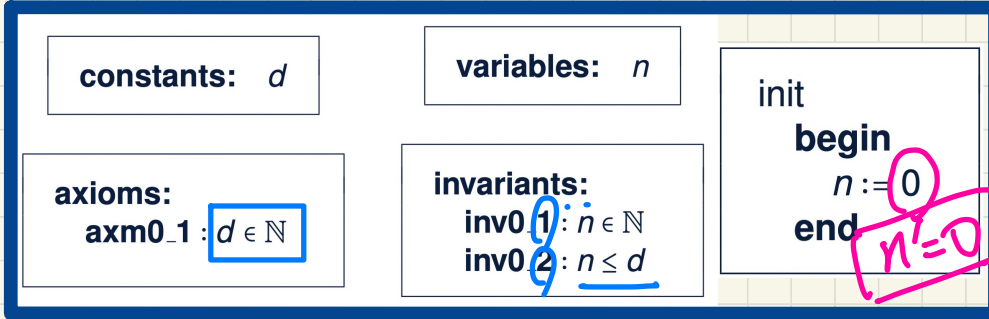 constants: d
variables: n
axioms:
axm0_1 : d ∈ ℕ
invariants:
inv0_1 : n ∈ ℕ
inv0_2 : n ≤ d
init
begin
n := 0
end
n' = 0